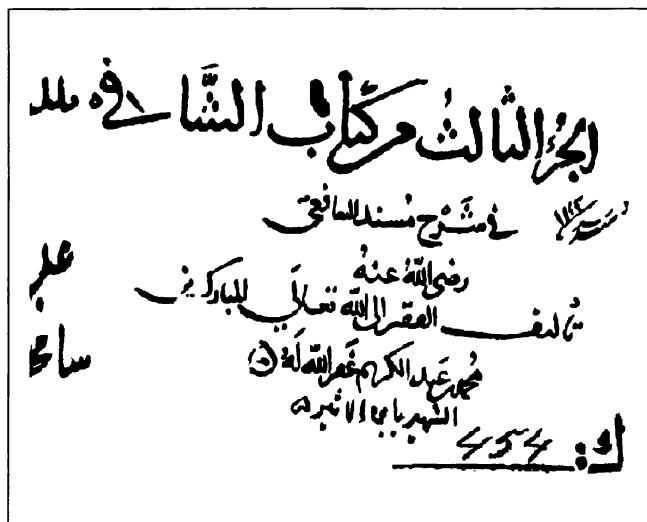 الجزء الثالث من كتاب الشافي
في شرح مسند الشافعي
رضي الله عنه
تأليف الفقير إلى الله تعالى المبارك بن
محمد بن عبد الكريم غفر الله له
الشهير بابن الاثير